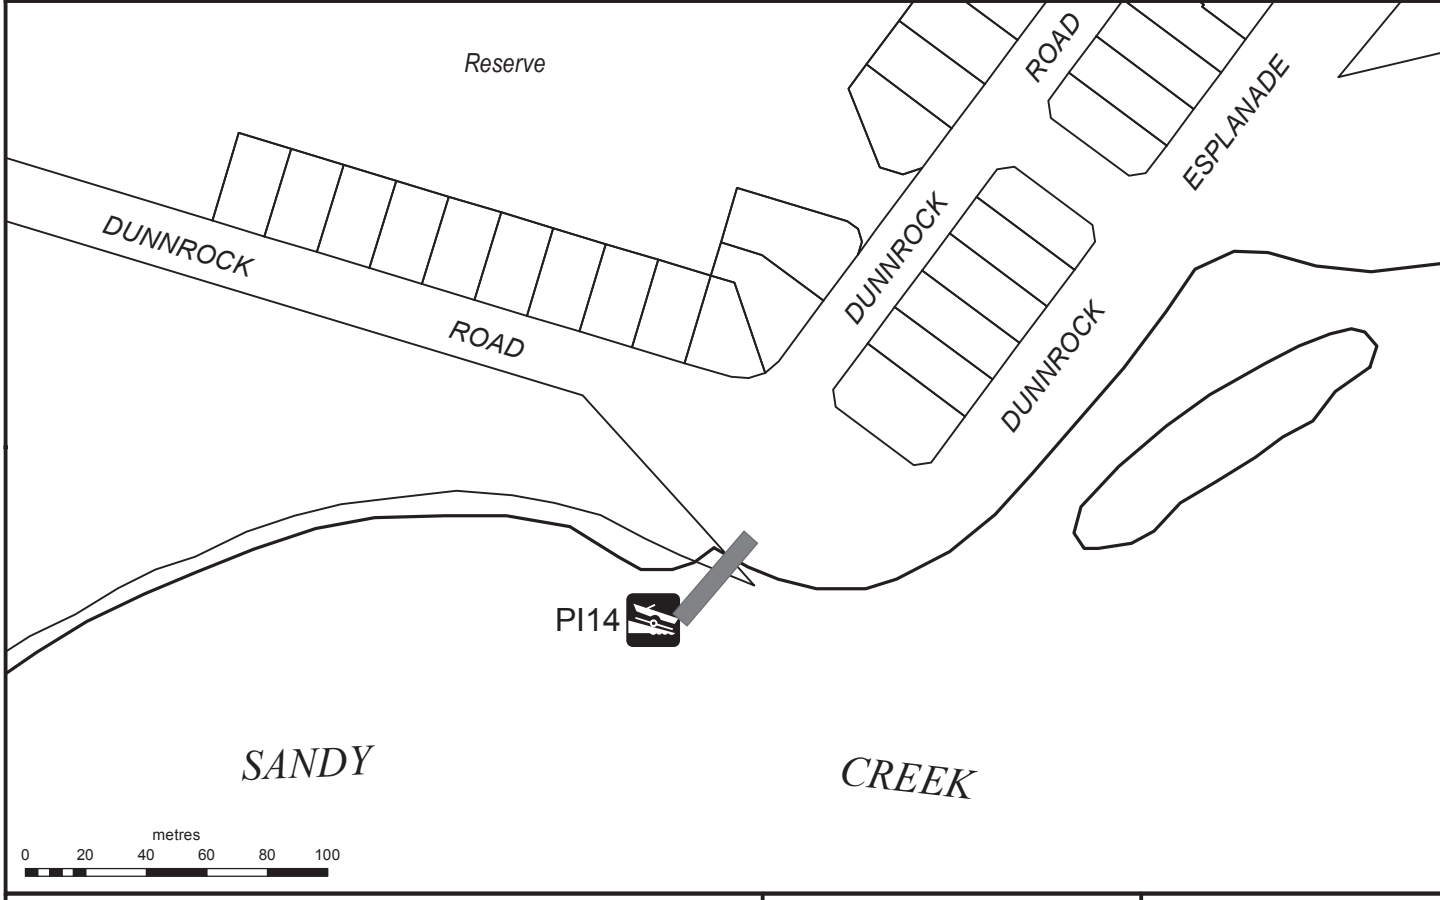 Reserve
ROAD
ESPLANADE
DUNNROCK
DUNNROCK
ROAD
DUNNROCK
PI14
SANDY
CREEK
metres
0 20 40 60 80 100